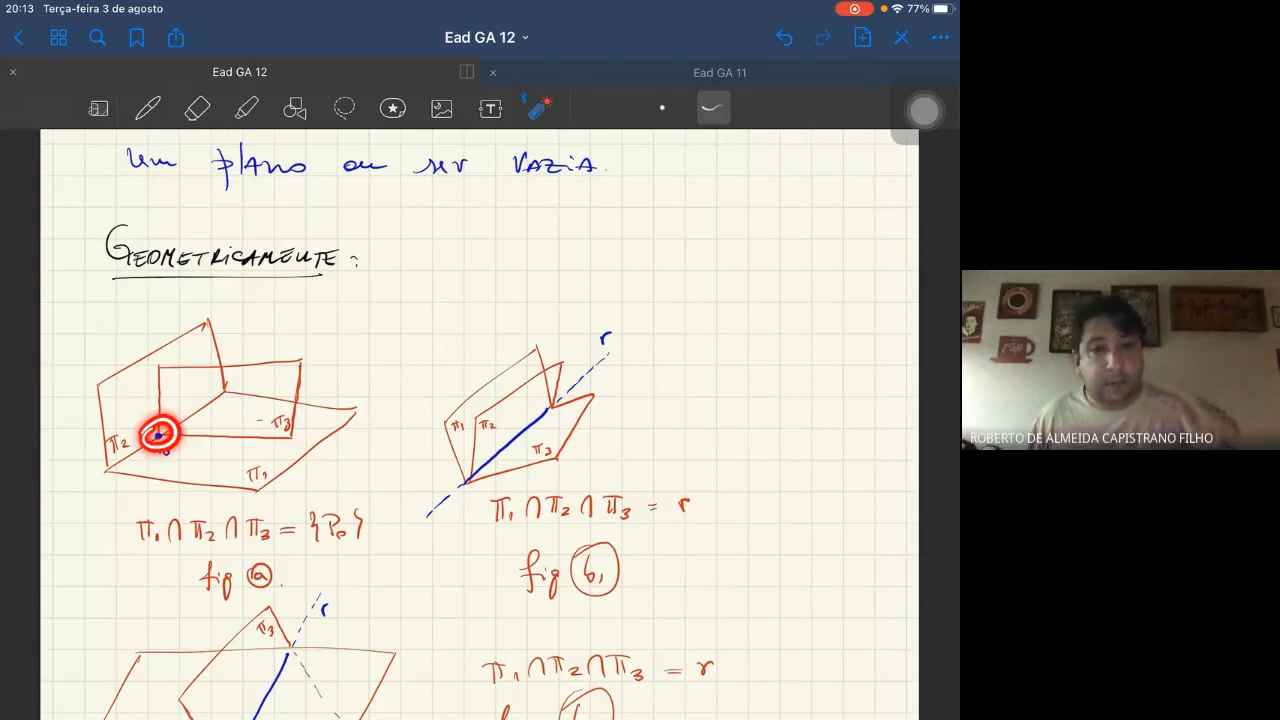 20:13 Terça-feira 3 de agosto
77%
Ead GA 12
Ead GA 12
Ead GA 11
T
um plano ou ser vazia.
GEOMETRICAMENTE:
π2
π3
π1
π1 ∩ π2 ∩ π3 = {P0}
fig a.
r
π1
π2
π3
π1 ∩ π2 ∩ π3 = r
fig b1
r
π3
π1 ∩ π2 ∩ π3 = r
ROBERTO DE ALMEIDA CAPISTRANO FILHO